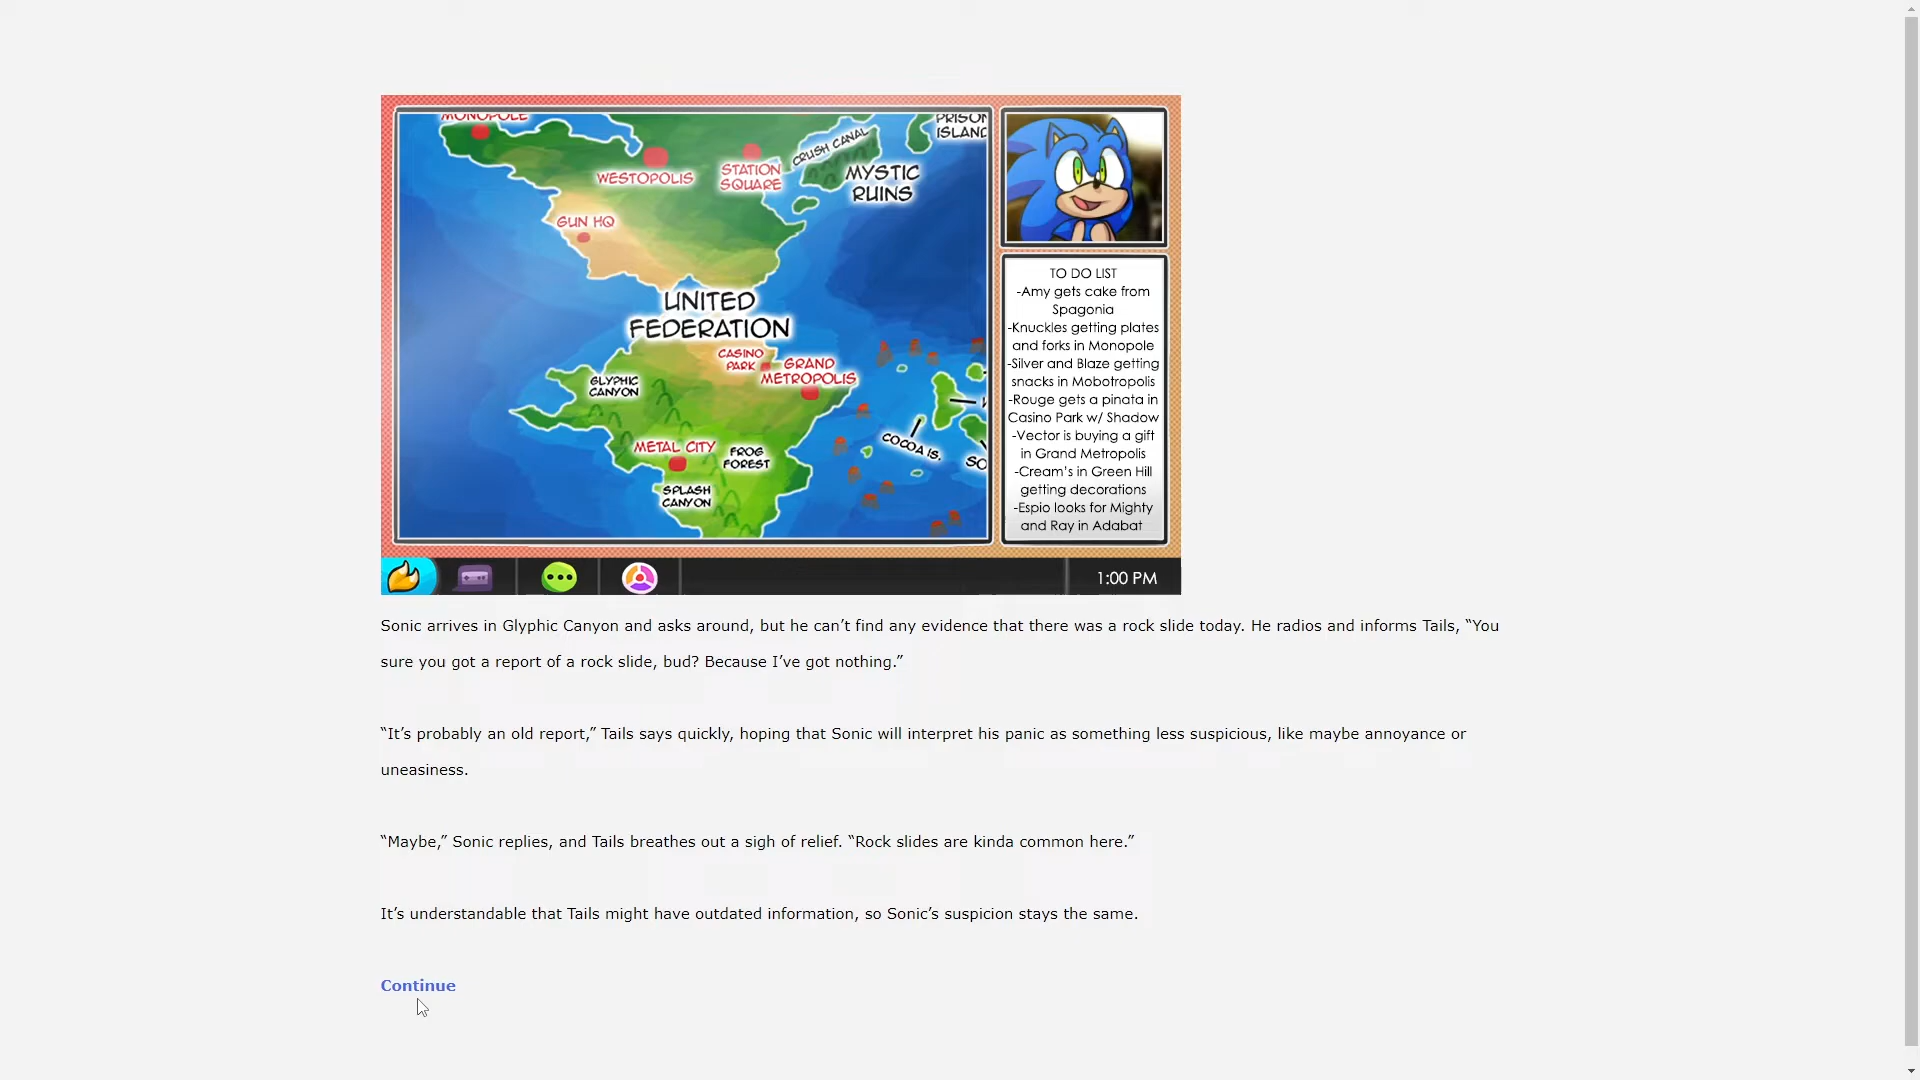 MONOPOLE
PRISON
ISLAND
CRUSH CANAL
WESTOPOLIS
STATION
SQUARE
MYSTIC
RUINS
GUN HQ
UNITED
FEDERATION
CASINO
PARK
GRAND
METROPOLIS
GLYPHIC
CANYON
METAL CITY
FROG
FOREST
COCOA IS.
SO
SPLASH
CANYON
TO DO LIST
-Amy gets cake from
Spagonia
-Knuckles getting plates
and forks in Monopole
-Silver and Blaze getting
snacks in Mobotropolis
-Rouge gets a pinata in
Casino Park w/ Shadow
-Vector is buying a gift
in Grand Metropolis
-Cream's in Green Hill
getting decorations
-Espio looks for Mighty
and Ray in Adabat
1:00 PM
Sonic arrives in Glyphic Canyon and asks around, but he can’t find any evidence that there was a rock slide today. He radios and informs Tails, “You
sure you got a report of a rock slide, bud? Because I’ve got nothing.”
“It’s probably an old report,” Tails says quickly, hoping that Sonic will interpret his panic as something less suspicious, like maybe annoyance or
uneasiness.
“Maybe,” Sonic replies, and Tails breathes out a sigh of relief. “Rock slides are kinda common here.”
It’s understandable that Tails might have outdated information, so Sonic’s suspicion stays the same.
Continue